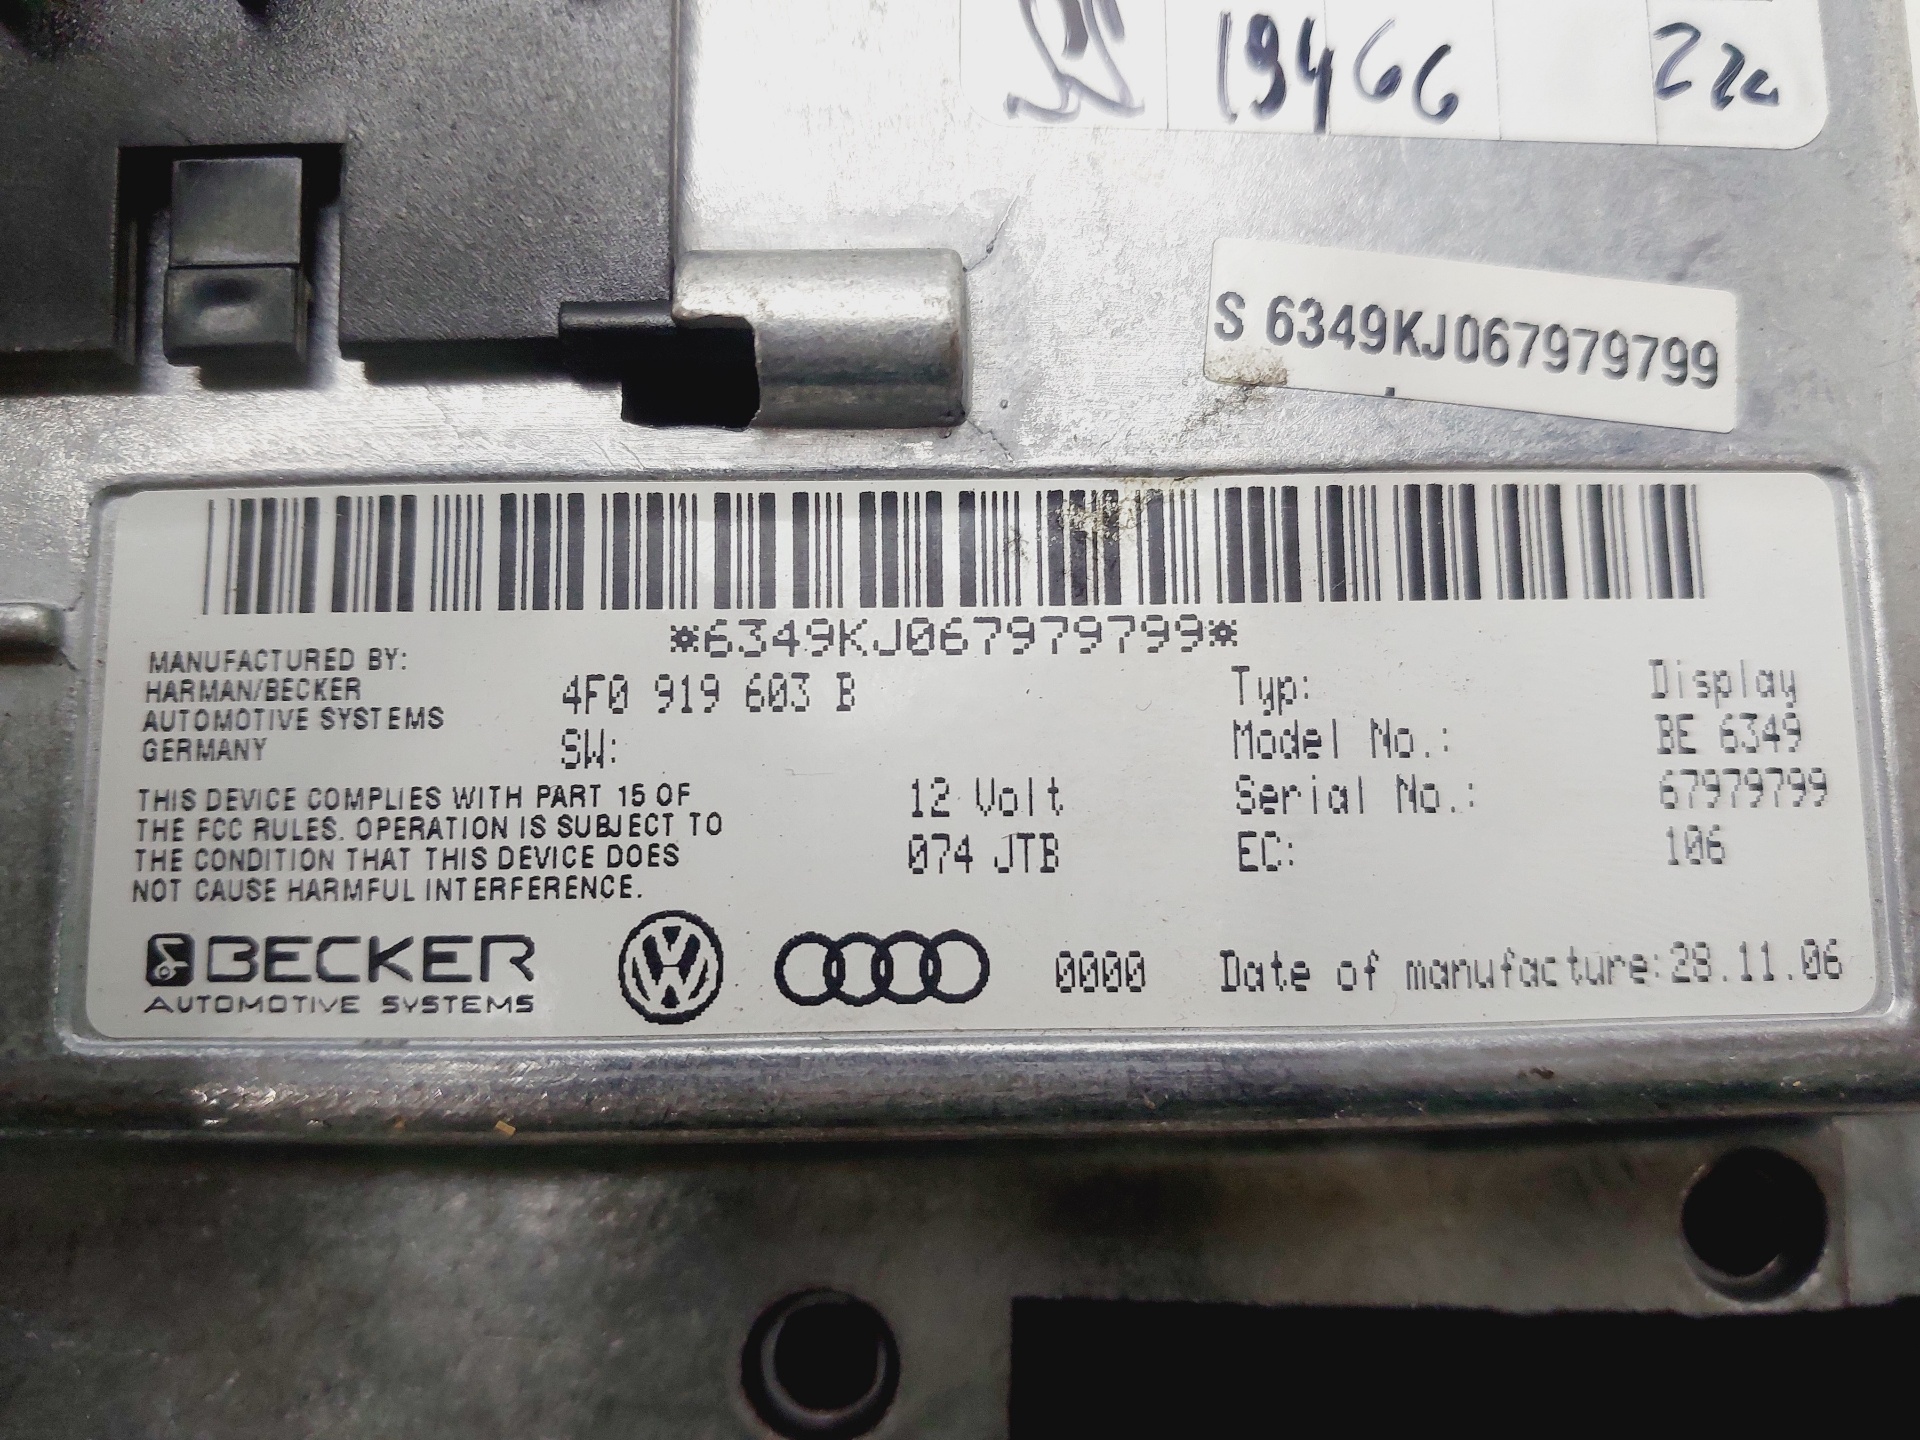 19466 22
S 6349KJ067979799
*6349KJ067979799*
MANUFACTURED BY:
HARMAN/BECKER
AUTOMOTIVE SYSTEMS
GERMANY
4F0 919 603 B
SW:
Typ: Display
Model No.: BE 6349
Serial No.: 67979799
EC: 106
12 Volt
074 JTB
THIS DEVICE COMPLIES WITH PART 15 OF
THE FCC RULES. OPERATION IS SUBJECT TO
THE CONDITION THAT THIS DEVICE DOES
NOT CAUSE HARMFUL INTERFERENCE.
BECKER
AUTOMOTIVE SYSTEMS
0000 Date of manufacture:28.11.06